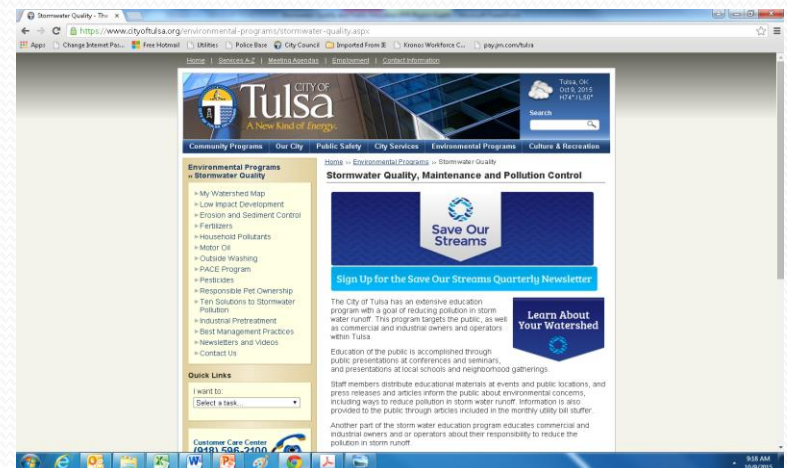 Stormwater Quality - The
https://www.cityoftulsa.org/environmental-programs/stormwater-quality.aspx
Apps Change Internet Pas... Free Hotmail Utilities Police Base City Council Imported From IE Kronos Workforce C... pay.jm.com/tulsa
Home | Services A-Z | Meeting Agendas | Employment | Contact Information
CITY OF
Tulsa
A New Kind of Energy.
Tulsa, OK
Oct 9, 2015
Search
Community Programs Our City Public Safety City Services Environmental Programs Culture & Recreation
Environmental Programs
» Stormwater Quality
» My Watershed Map
» Low Impact Development
» Erosion and Sediment Control
» Fertilizers
» Household Pollutants
» Motor Oil
» Outside Washing
» PACE Program
» Pesticides
» Responsible Pet Ownership
» Ten Solutions to Stormwater
Pollution
» Industrial Pretreatment
» Best Management Practices
» Newsletters and Videos
» Contact Us
Quick Links
I want to:
Select a task...
Customer Care Center
(918) 596-2100
Home » Environmental Programs » Stormwater Quality
Stormwater Quality, Maintenance and Pollution Control
Save Our
Streams
Sign Up for the Save Our Streams Quarterly Newsletter
The City of Tulsa has an extensive education
program with a goal of reducing pollution in storm
water runoff. This program targets the public, as well
as commercial and industrial owners and operators
within Tulsa.
Learn About
Your Watershed
Education of the public is accomplished through
public presentations at conferences and seminars,
and presentations at local schools and neighborhood gatherings.
Staff members distribute educational materials at events and public locations, and
press releases and articles inform the public about environmental concerns,
including ways to reduce pollution in storm water runoff. Information is also
provided to the public through articles included in the monthly utility bill stuffer.
Another part of the storm water education program educates commercial and
industrial owners and or operators about their responsibility to reduce the
pollution in storm runoff.
9:18 AM
10/9/2015